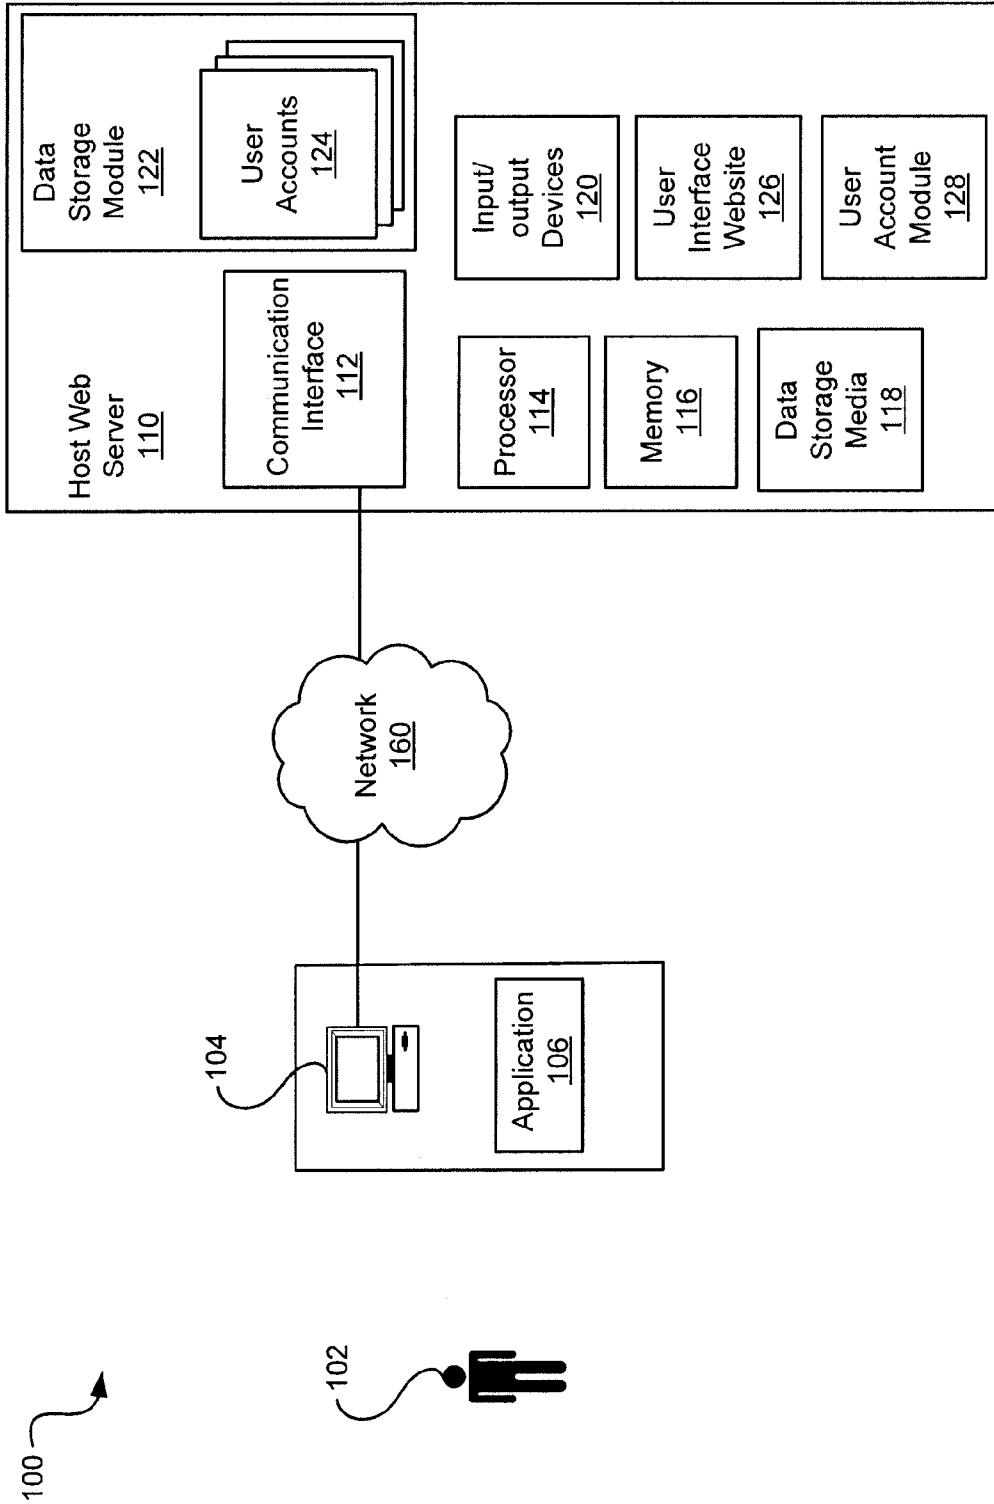 100
102
104
Application
106
Network
160
Host Web
Server
110
Communication
Interface
112
Data
Storage
Module
122
User
Accounts
124
Processor
114
Memory
116
Data
Storage
Media
118
Input/
output
Devices
120
User
Interface
Website
126
User
Account
Module
128